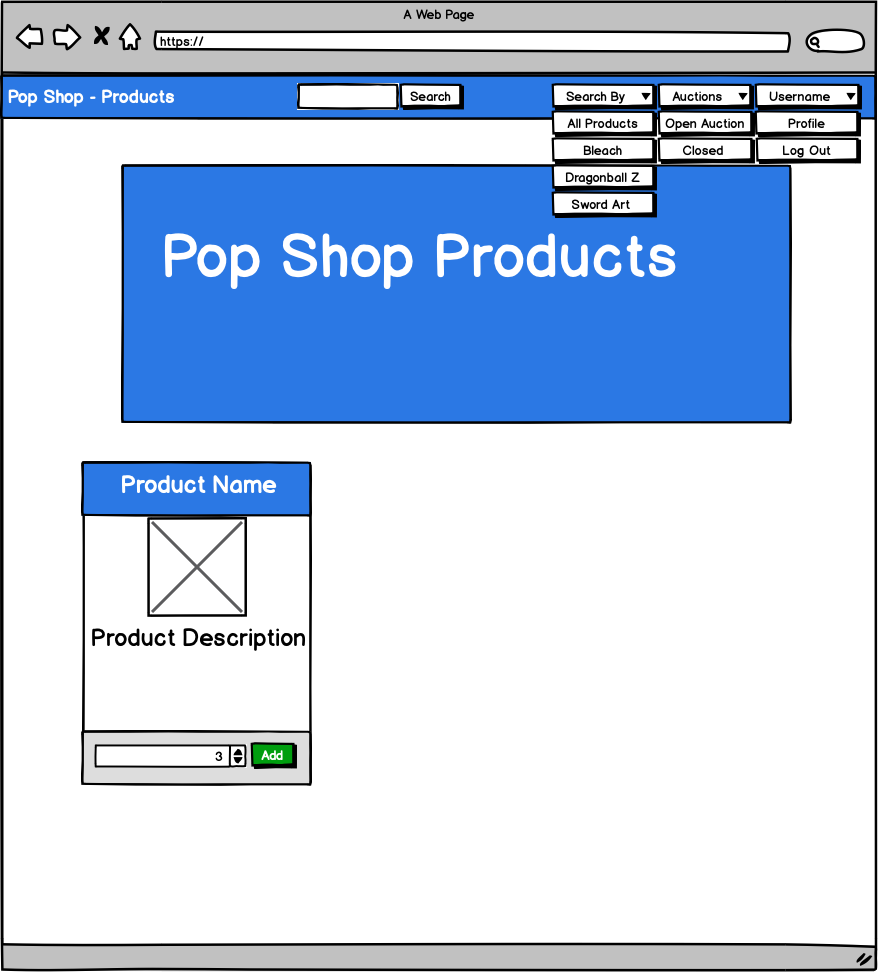 A Web Page
https://
Pop Shop - Products
Search
Search By
Auctions
Username
All Products
Open Auction
Profile
Bleach
Closed
Log Out
Dragonball Z
Sword Art
Pop Shop Products
Product Name
Product Description
3
Add